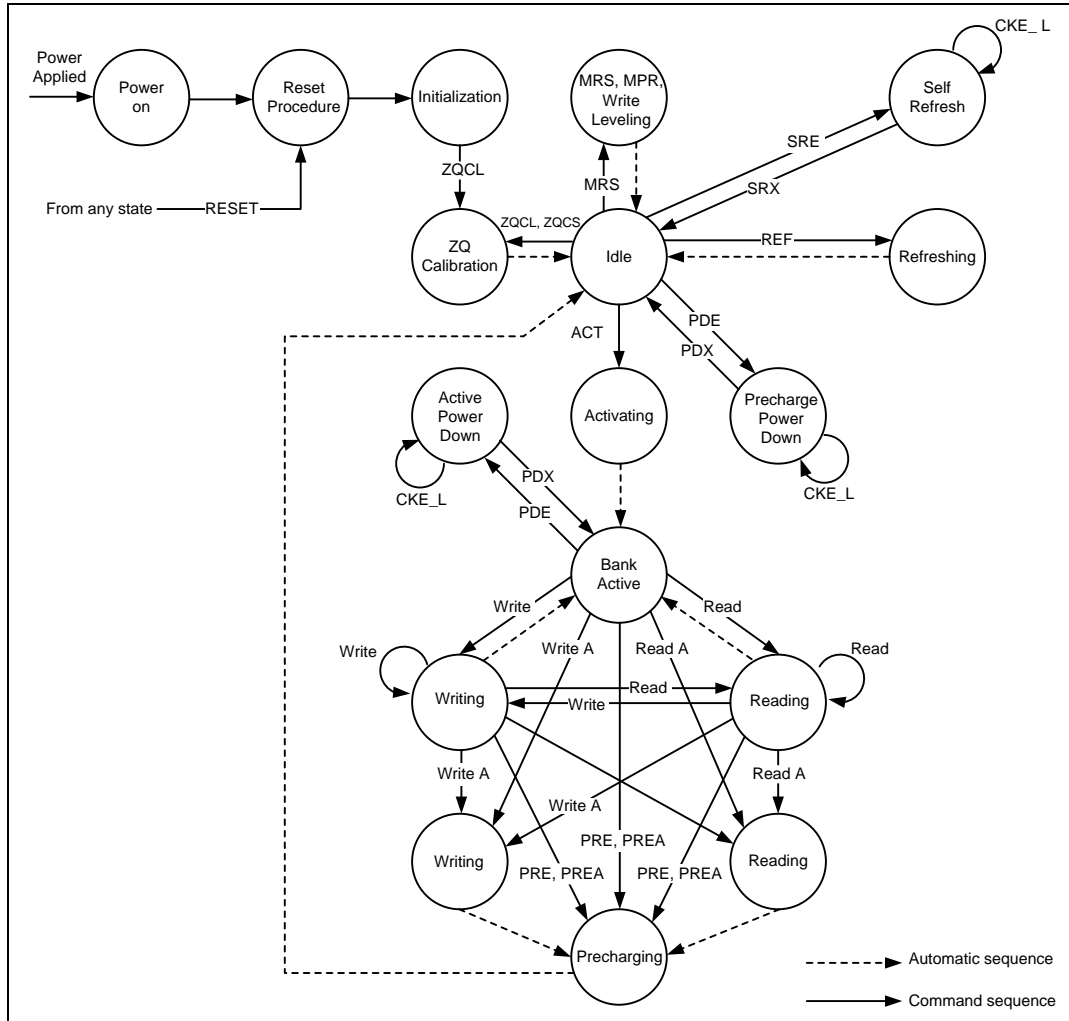 CKE_ L
Power
Applied
Power
on
Reset
Procedure
Initialization
MRS, MPR,
Write
Leveling
Self
Refresh
SRE
ZQCL
MRS
SRX
From any state
RESET
ZQCL, ZQCS
REF
ZQ
Calibration
Idle
Refreshing
PDE
ACT
PDX
Active
Power
Down
Activating
Precharge
Power
Down
PDX
CKE_L
CKE_L
PDE
Bank
Active
Write
Read
Write
Write A
Read A
Read
Writing
Read
Write
Reading
Write A
Read A
Write A
Writing
PRE, PREA
Reading
PRE, PREA
PRE, PREA
Precharging
Automatic sequence
Command sequence